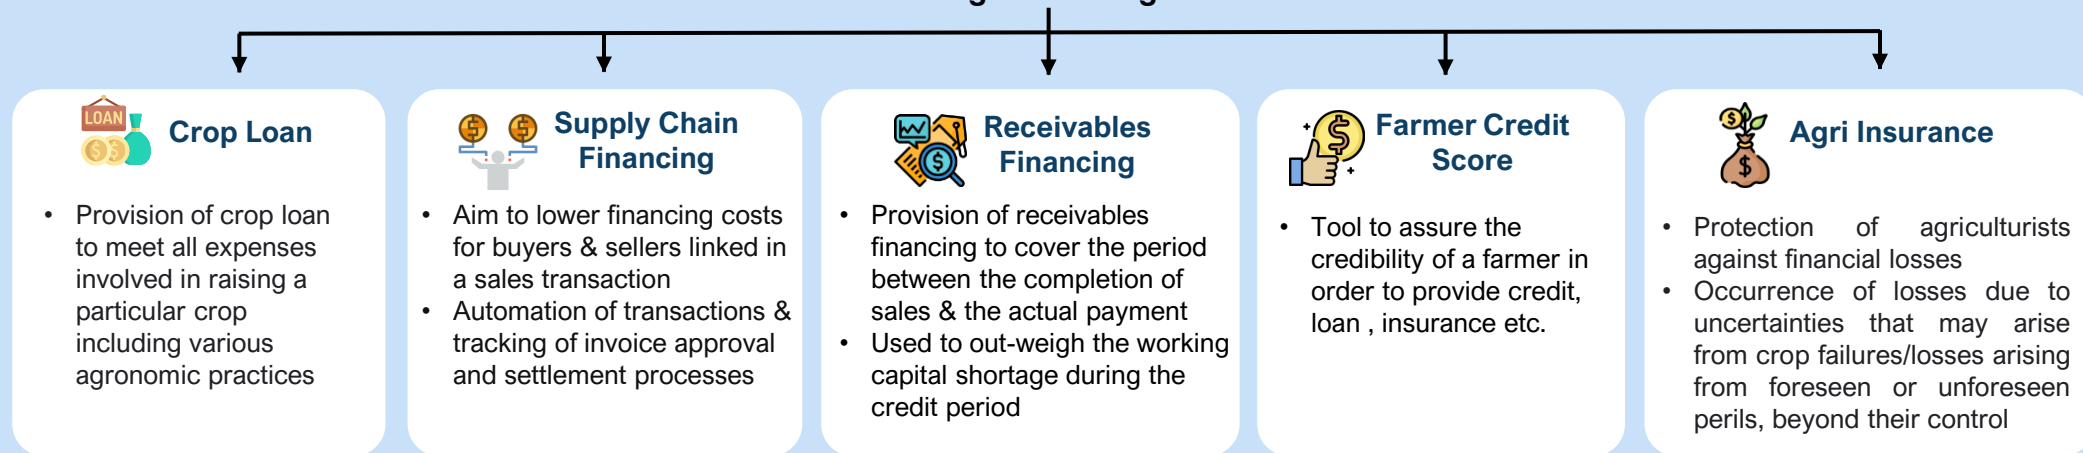 LOAN
Crop Loan
• Provision of crop loan
to meet all expenses
involved in raising a
particular crop
including various
agronomic practices
Supply Chain
Financing
• Aim to lower financing costs
for buyers & sellers linked in
a sales transaction
• Automation of transactions &
tracking of invoice approval
and settlement processes
Receivables
Financing
• Provision of receivables
financing to cover the period
between the completion of
sales & the actual payment
• Used to out-weigh the working
capital shortage during the
credit period
Farmer Credit
Score
• Tool to assure the
credibility of a farmer in
order to provide credit,
loan , insurance etc.
Agri Insurance
• Protection of agriculturists
against financial losses
• Occurrence of losses due to
uncertainties that may arise
from crop failures/losses arising
from foreseen or unforeseen
perils, beyond their control